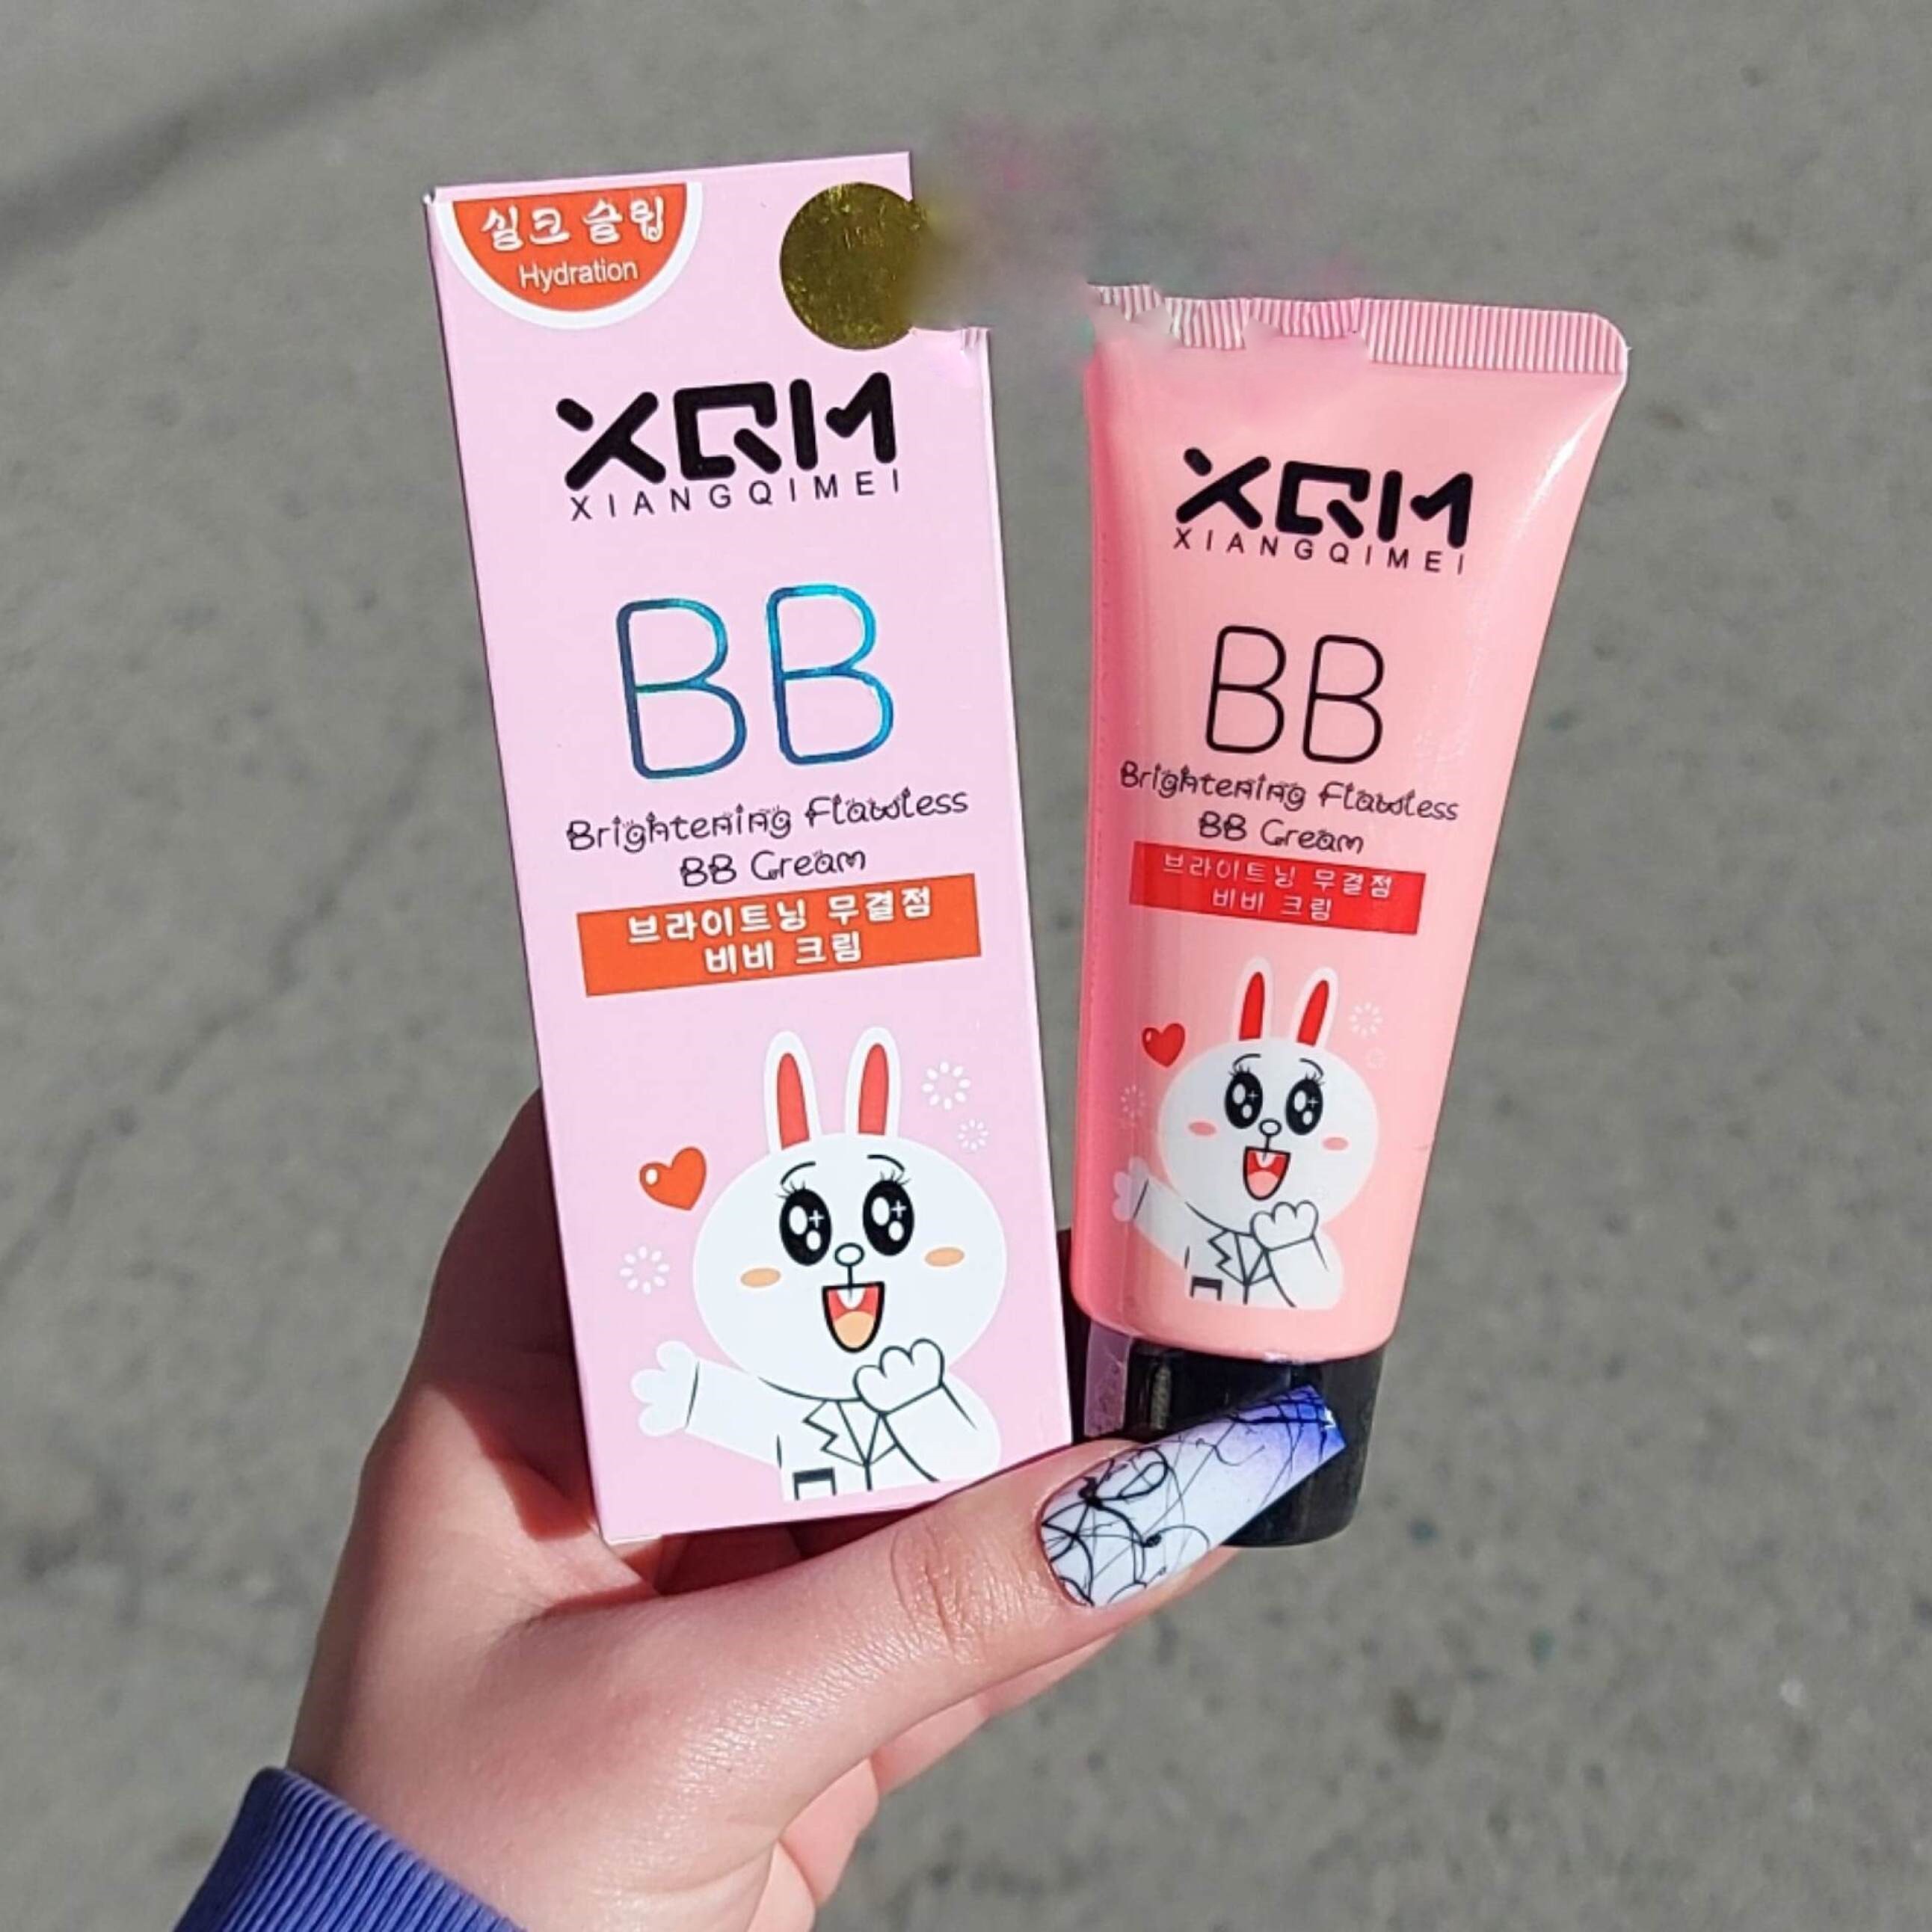 실크 슬립
Hydration
XQM
XIANGQIMEI
BB
Brightening Flawless
BB Cream
브라이트닝 무결점
비비 크림
XQM
XIANGQIMEI
BB
Brightening Flawless
BB Cream
브라이트닝 무결점
비비 크림